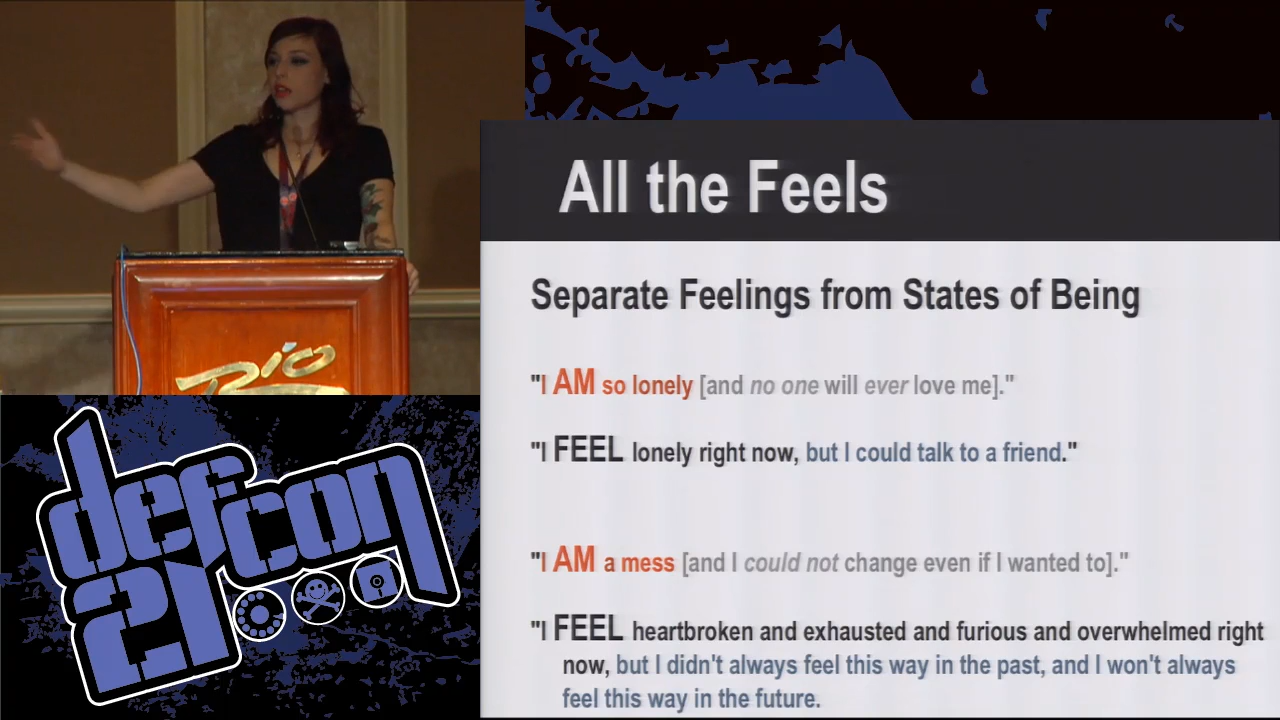 All the Feels
Separate Feelings from States of Being
"I AM so lonely [and no one will ever love me]."
"I FEEL lonely right now, but I could talk to a friend."
"I AM a mess [and I could not change even if I wanted to]."
"I FEEL heartbroken and exhausted and furious and overwhelmed right
now, but I didn't always feel this way in the past, and I won't always
feel this way in the future.
Rio
defcon
21